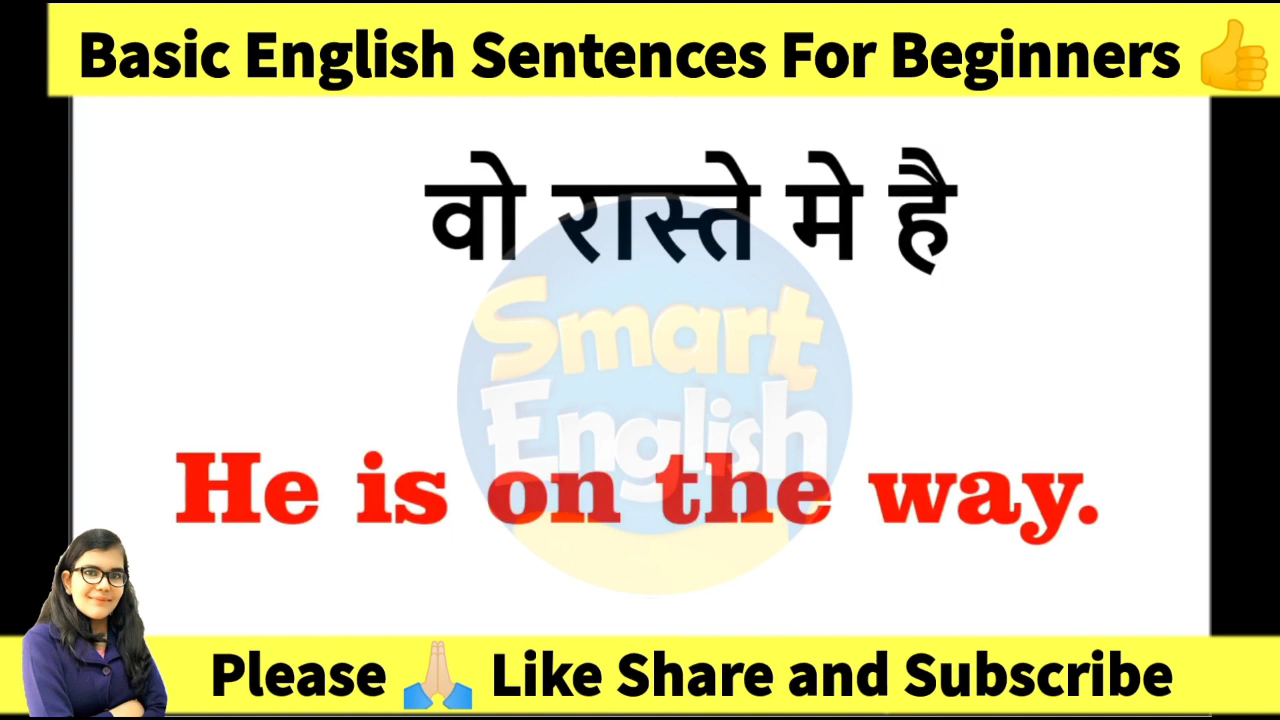 Basic English Sentences For Beginners 👍
वो रास्ते मे है
Smart
English
He is on the way.
Please 🙏🏼 Like Share and Subscribe